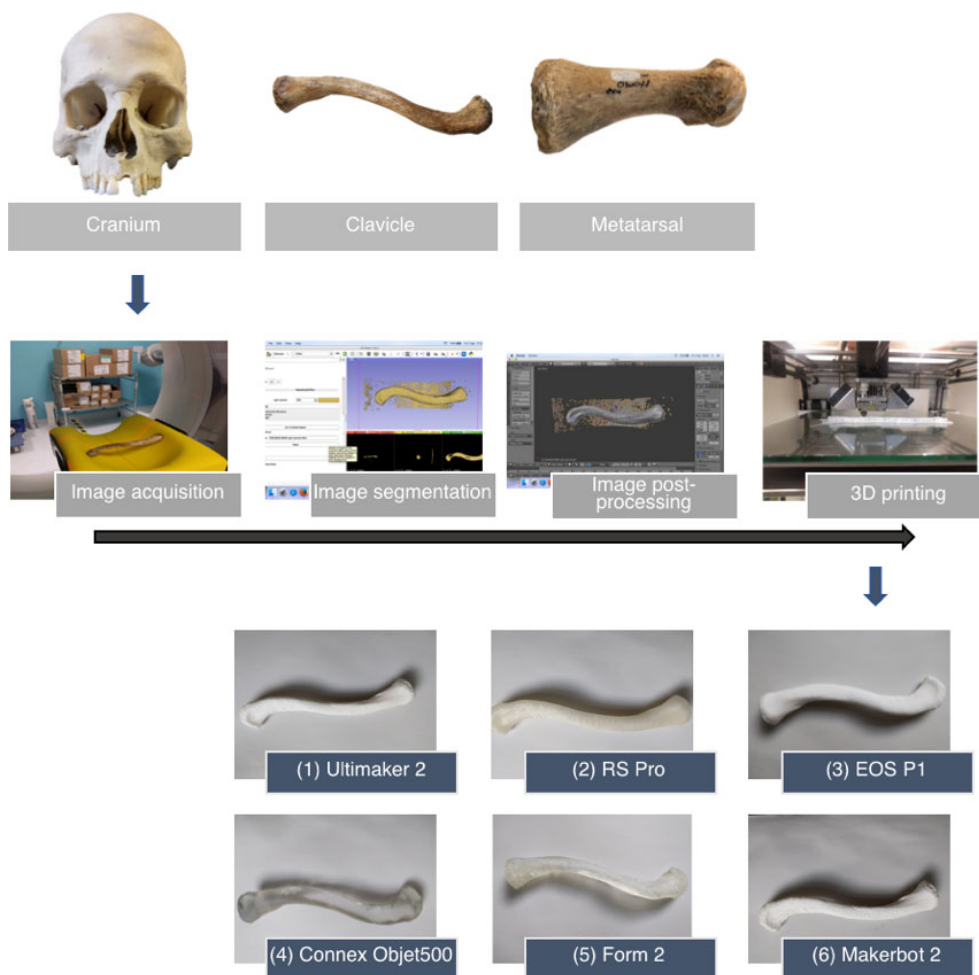 Cranium
Clavicle
Metatarsal
Image acquisition
Image segmentation
Image post-
processing
3D printing
(1) Ultimaker 2
(2) RS Pro
(3) EOS P1
(4) Connex Objet500
(5) Form 2
(6) Makerbot 2